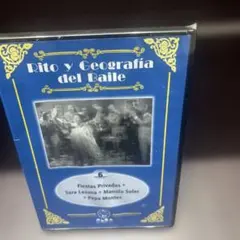 Rito y Geografía
del Baile
6
Fiestas Privadas •
Sara Lezana • Manolo Soler
• Pepa Montes